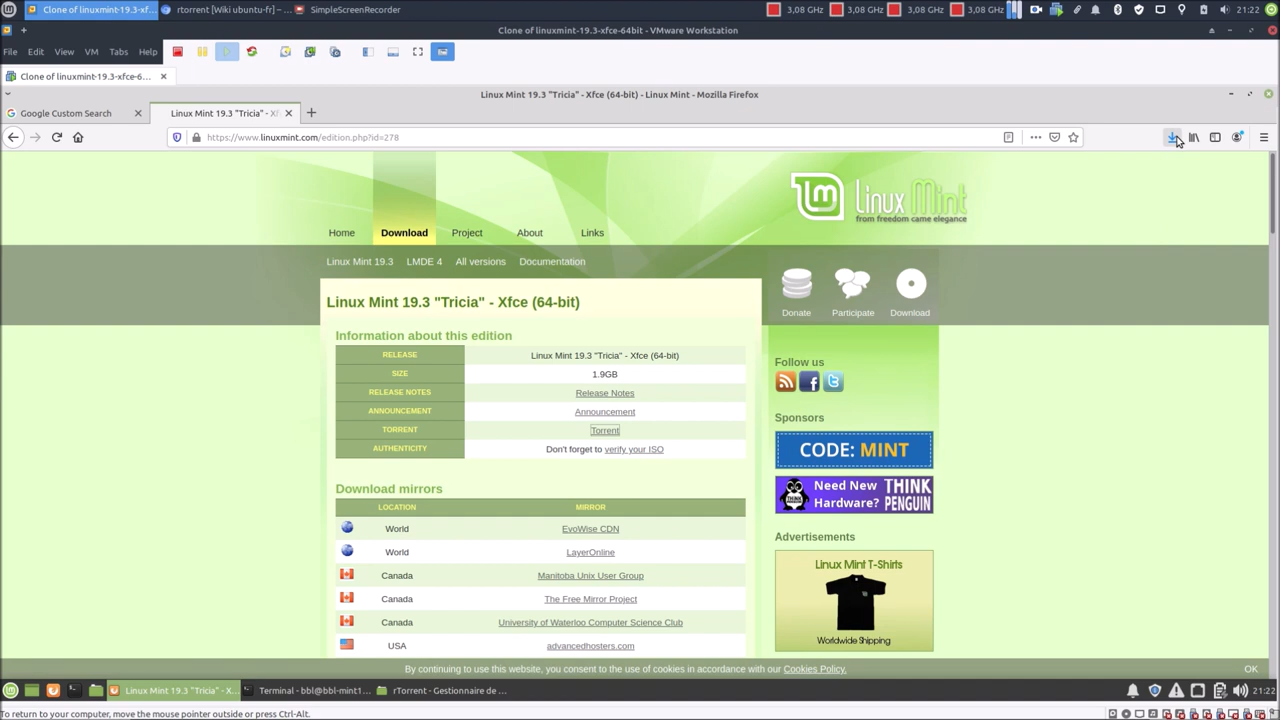 Clone of linuxmint-19.3-xf...
rtorrent [Wiki ubuntu-fr] — ...
SimpleScreenRecorder
3,08 GHz
3,08 GHz
3,08 GHz
3,08 GHz
21:22
Clone of linuxmint-19.3-xfce-64bit - VMware Workstation
File Edit View VM Tabs Help
Clone of linuxmint-19.3-xfce-6...
Linux Mint 19.3 "Tricia" - Xfce (64-bit) - Linux Mint - Mozilla Firefox
Google Custom Search
Linux Mint 19.3 "Tricia" - Xf
https://www.linuxmint.com/edition.php?id=278
Linux Mint
from freedom came elegance
Home Download Project About Links
Linux Mint 19.3 LMDE 4 All versions Documentation
Donate Participate Download
Linux Mint 19.3 "Tricia" - Xfce (64-bit)
Information about this edition
RELEASE Linux Mint 19.3 "Tricia" - Xfce (64-bit)
SIZE 1.9GB
RELEASE NOTES Release Notes
ANNOUNCEMENT Announcement
TORRENT Torrent
AUTHENTICITY Don't forget to verify your ISO
Download mirrors
LOCATION MIRROR
World EvoWise CDN
World LayerOnline
Canada Manitoba Unix User Group
Canada The Free Mirror Project
Canada University of Waterloo Computer Science Club
USA advancedhosters.com
Follow us
Sponsors
CODE: MINT
Need New Hardware? THINK PENGUIN
Advertisements
Linux Mint T-Shirts
Worldwide Shipping
By continuing to use this website, you consent to the use of cookies in accordance with our Cookies Policy. OK
Linux Mint 19.3 "Tricia" - X...
Terminal - bbl@bbl-mint1...
rTorrent - Gestionnaire de ...
21:22
To return to your computer, move the mouse pointer outside or press Ctrl-Alt.